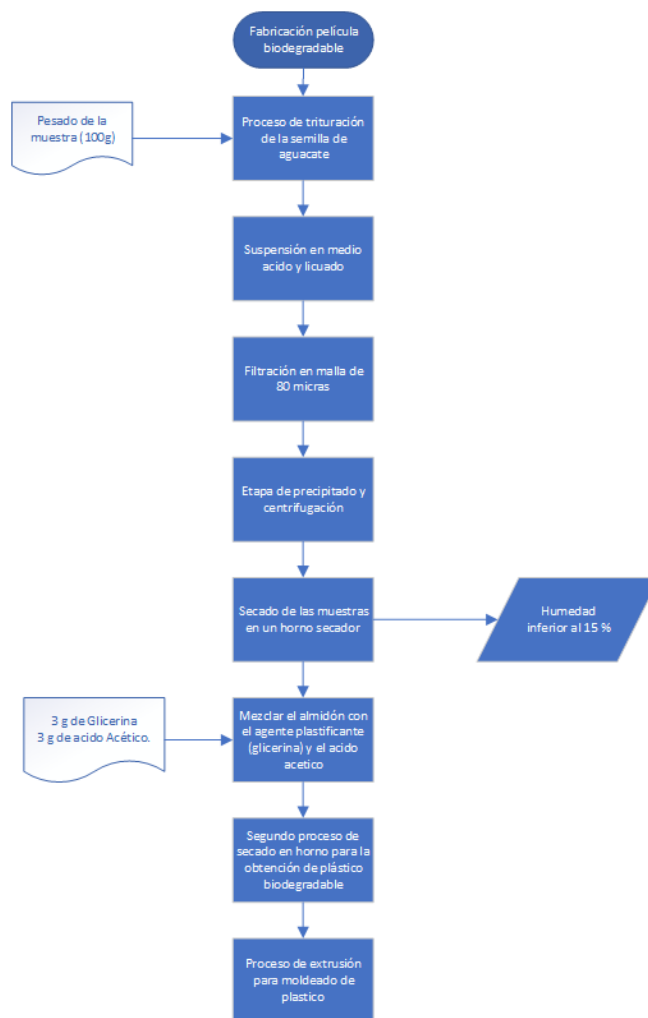 Fabricación película
biodegradable
Pesado de la
muestra (100g)
Proceso de trituración
de la semilla de
aguacate
Suspensión en medio
acido y licuado
Filtración en malla de
80 micras
Etapa de precipitado y
centrifugación
Secado de las muestras
en un horno secador
Humedad
inferior al 15 %
3 g de Glicerina
3 g de acido Acético.
Mezclar el almidón con
el agente plastificante
(glicerina) y el acido
acetico
Segundo proceso de
secado en horno para la
obtención de plástico
biodegradable
Proceso de extrusión
para moldeado de
plastico